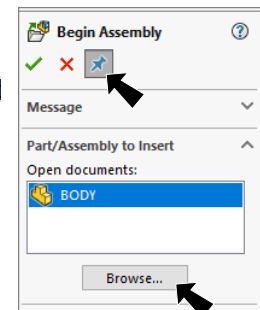 Begin Assembly
Message
Part/Assembly to Insert
Open documents:
BODY
Browse...